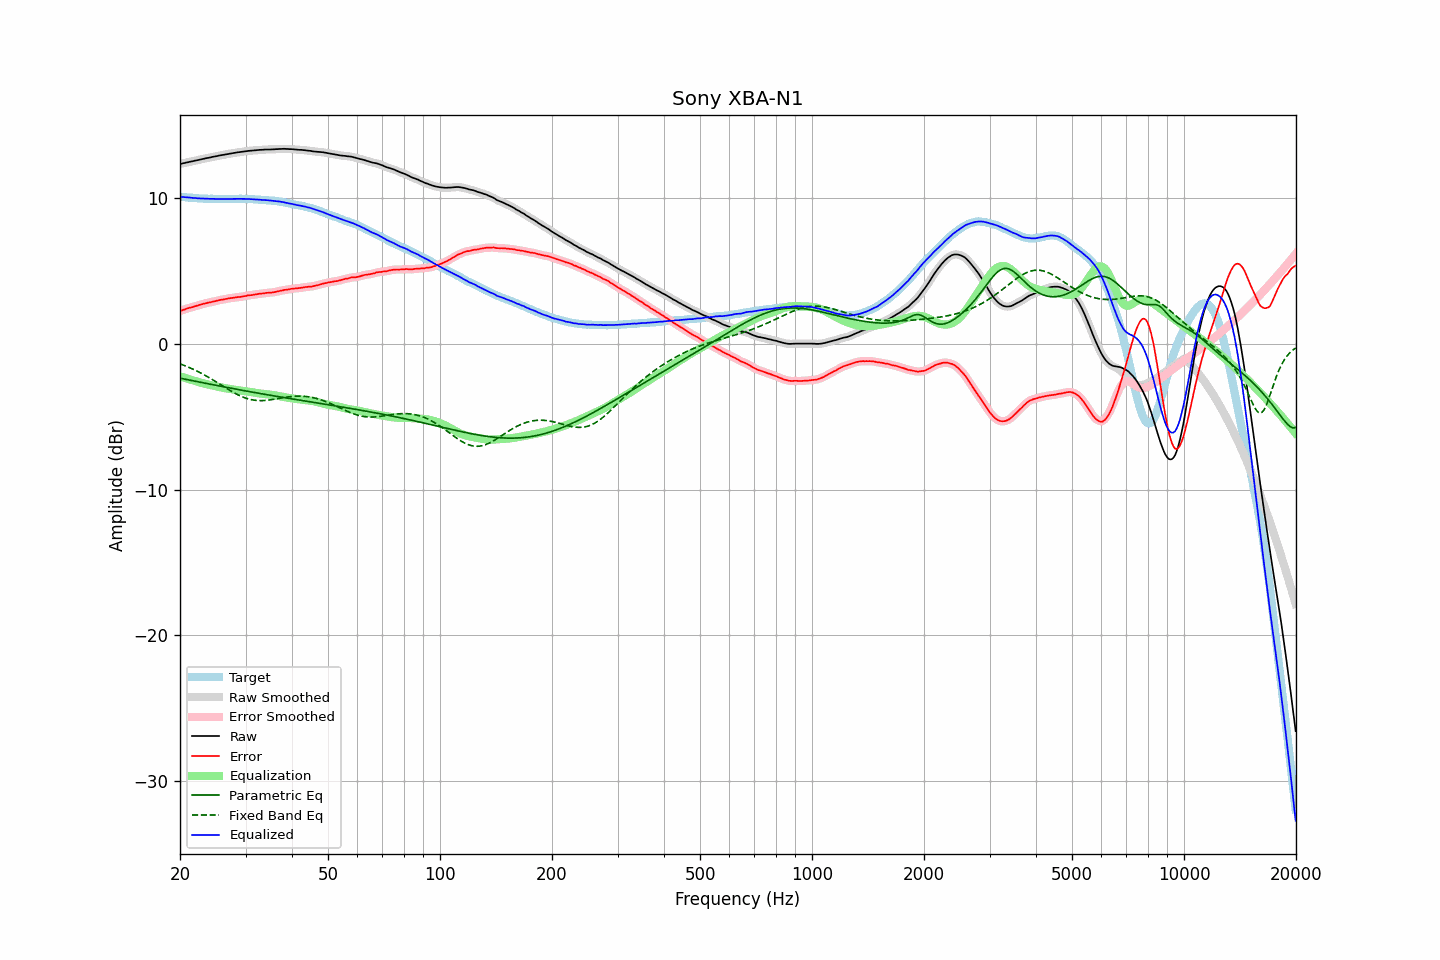 Sony XBA-N1
Amplitude (dBr)
10
0
−10
−20
−30
Target
Raw Smoothed
Error Smoothed
Raw
Error
Equalization
Parametric Eq
Fixed Band Eq
Equalized
20 50 100 200 500 1000 2000 5000 10000 20000
Frequency (Hz)